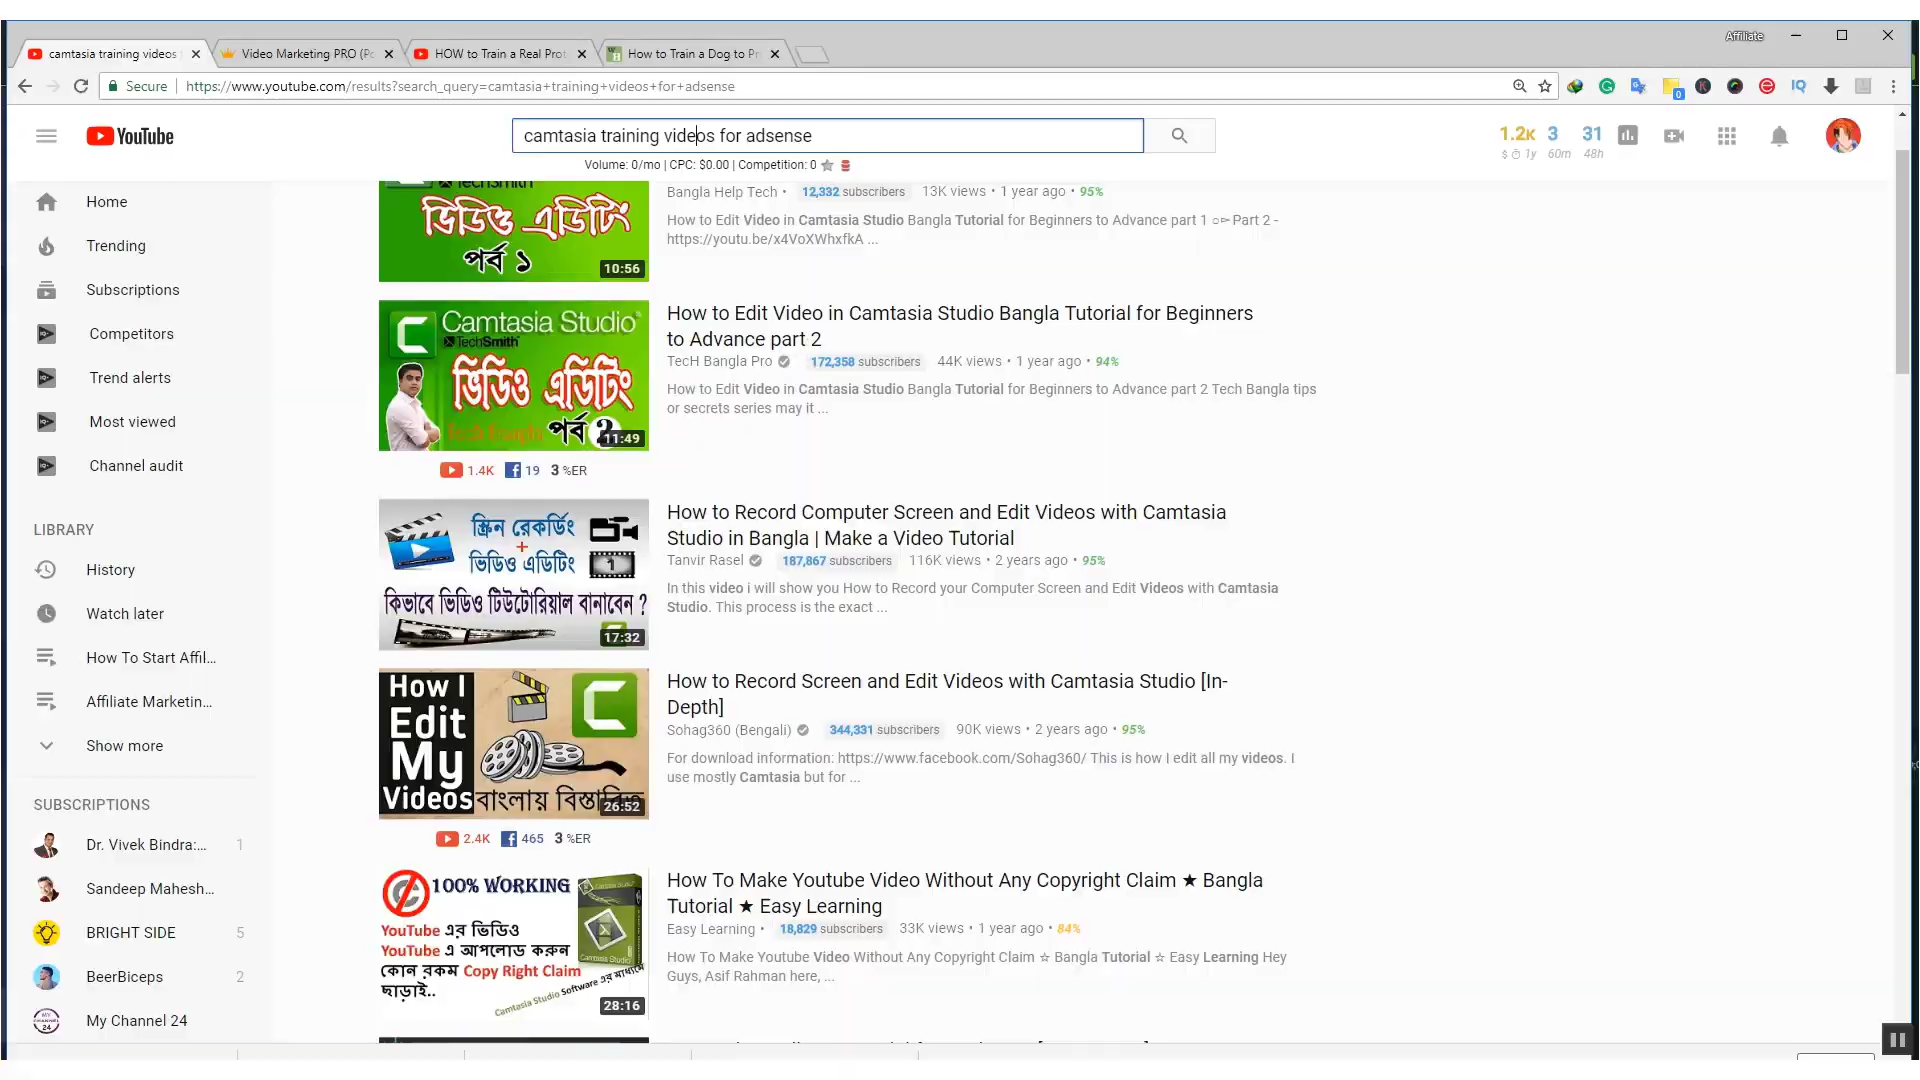 Affiliate
camtasia training videos
Video Marketing PRO (Po
HOW to Train a Real Prot
How to Train a Dog to Pr
Secure | https://www.youtube.com/results?search_query=camtasia+training+videos+for+adsense
YouTube
camtasia training videos for adsense
Volume: 0/mo | CPC: $0.00 | Competition: 0
1.2K 3 31
$ 1y 60m 48h
Home
Trending
Subscriptions
Competitors
Trend alerts
Most viewed
Channel audit
LIBRARY
History
Watch later
How To Start Affil...
Affiliate Marketin...
Show more
SUBSCRIPTIONS
Dr. Vivek Bindra:... 1
Sandeep Mahesh...
BRIGHT SIDE 5
BeerBiceps 2
My Channel 24
TechSmith
ভিডিও এডিটিং
পর্ব ১
10:56
Bangla Help Tech • 12,332 subscribers 13K views • 1 year ago • 95%
How to Edit Video in Camtasia Studio Bangla Tutorial for Beginners to Advance part 1 ○► Part 2 -
https://youtu.be/x4VoXWhxfkA ...
Camtasia Studio
TechSmith
ভিডিও এডিটিং
পর্ব ২
11:49
1.4K 19 3 %ER
How to Edit Video in Camtasia Studio Bangla Tutorial for Beginners
to Advance part 2
TecH Bangla Pro 172,358 subscribers 44K views • 1 year ago • 94%
How to Edit Video in Camtasia Studio Bangla Tutorial for Beginners to Advance part 2 Tech Bangla tips
or secrets series may it ...
স্ক্রিন রেকর্ডিং
+
ভিডিও এডিটিং
1
কিভাবে ভিডিও টিউটোরিয়াল বানাবেন ?
17:32
How to Record Computer Screen and Edit Videos with Camtasia
Studio in Bangla | Make a Video Tutorial
Tanvir Rasel 187,867 subscribers 116K views • 2 years ago • 95%
In this video i will show you How to Record your Computer Screen and Edit Videos with Camtasia
Studio. This process is the exact ...
How I
Edit
My
Videos
বাংলায় বিস্তারিত
26:52
2.4K 465 3 %ER
How to Record Screen and Edit Videos with Camtasia Studio [In-
Depth]
Sohag360 (Bengali) 344,331 subscribers 90K views • 2 years ago • 95%
For download information: https://www.facebook.com/Sohag360/ This is how I edit all my videos. I
use mostly Camtasia but for ...
100% WORKING
YouTube এর ভিডিও
YouTube এ আপলোড করুন
কোন রকম Copy Right Claim
ছাড়াই..
Camtasia Studio Software এর মাধ্যমে
28:16
How To Make Youtube Video Without Any Copyright Claim ★ Bangla
Tutorial ★ Easy Learning
Easy Learning • 18,829 subscribers 33K views • 1 year ago • 84%
How To Make Youtube Video Without Any Copyright Claim ☆ Bangla Tutorial ☆ Easy Learning Hey
Guys, Asif Rahman here, ...